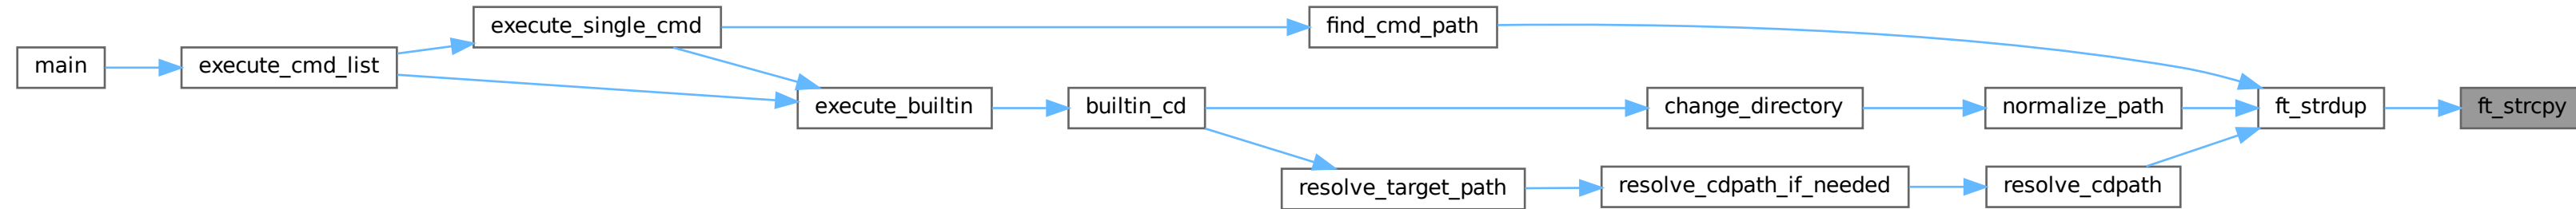 main
execute_cmd_list
execute_single_cmd
execute_builtin
find_cmd_path
builtin_cd
change_directory
normalize_path
resolve_target_path
resolve_cdpath_if_needed
resolve_cdpath
ft_strdup
ft_strcpy